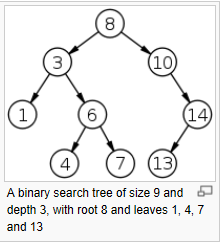 8
3 10
1 6 14
4 7 13
A binary search tree of size 9 and
depth 3, with root 8 and leaves 1, 4, 7
and 13